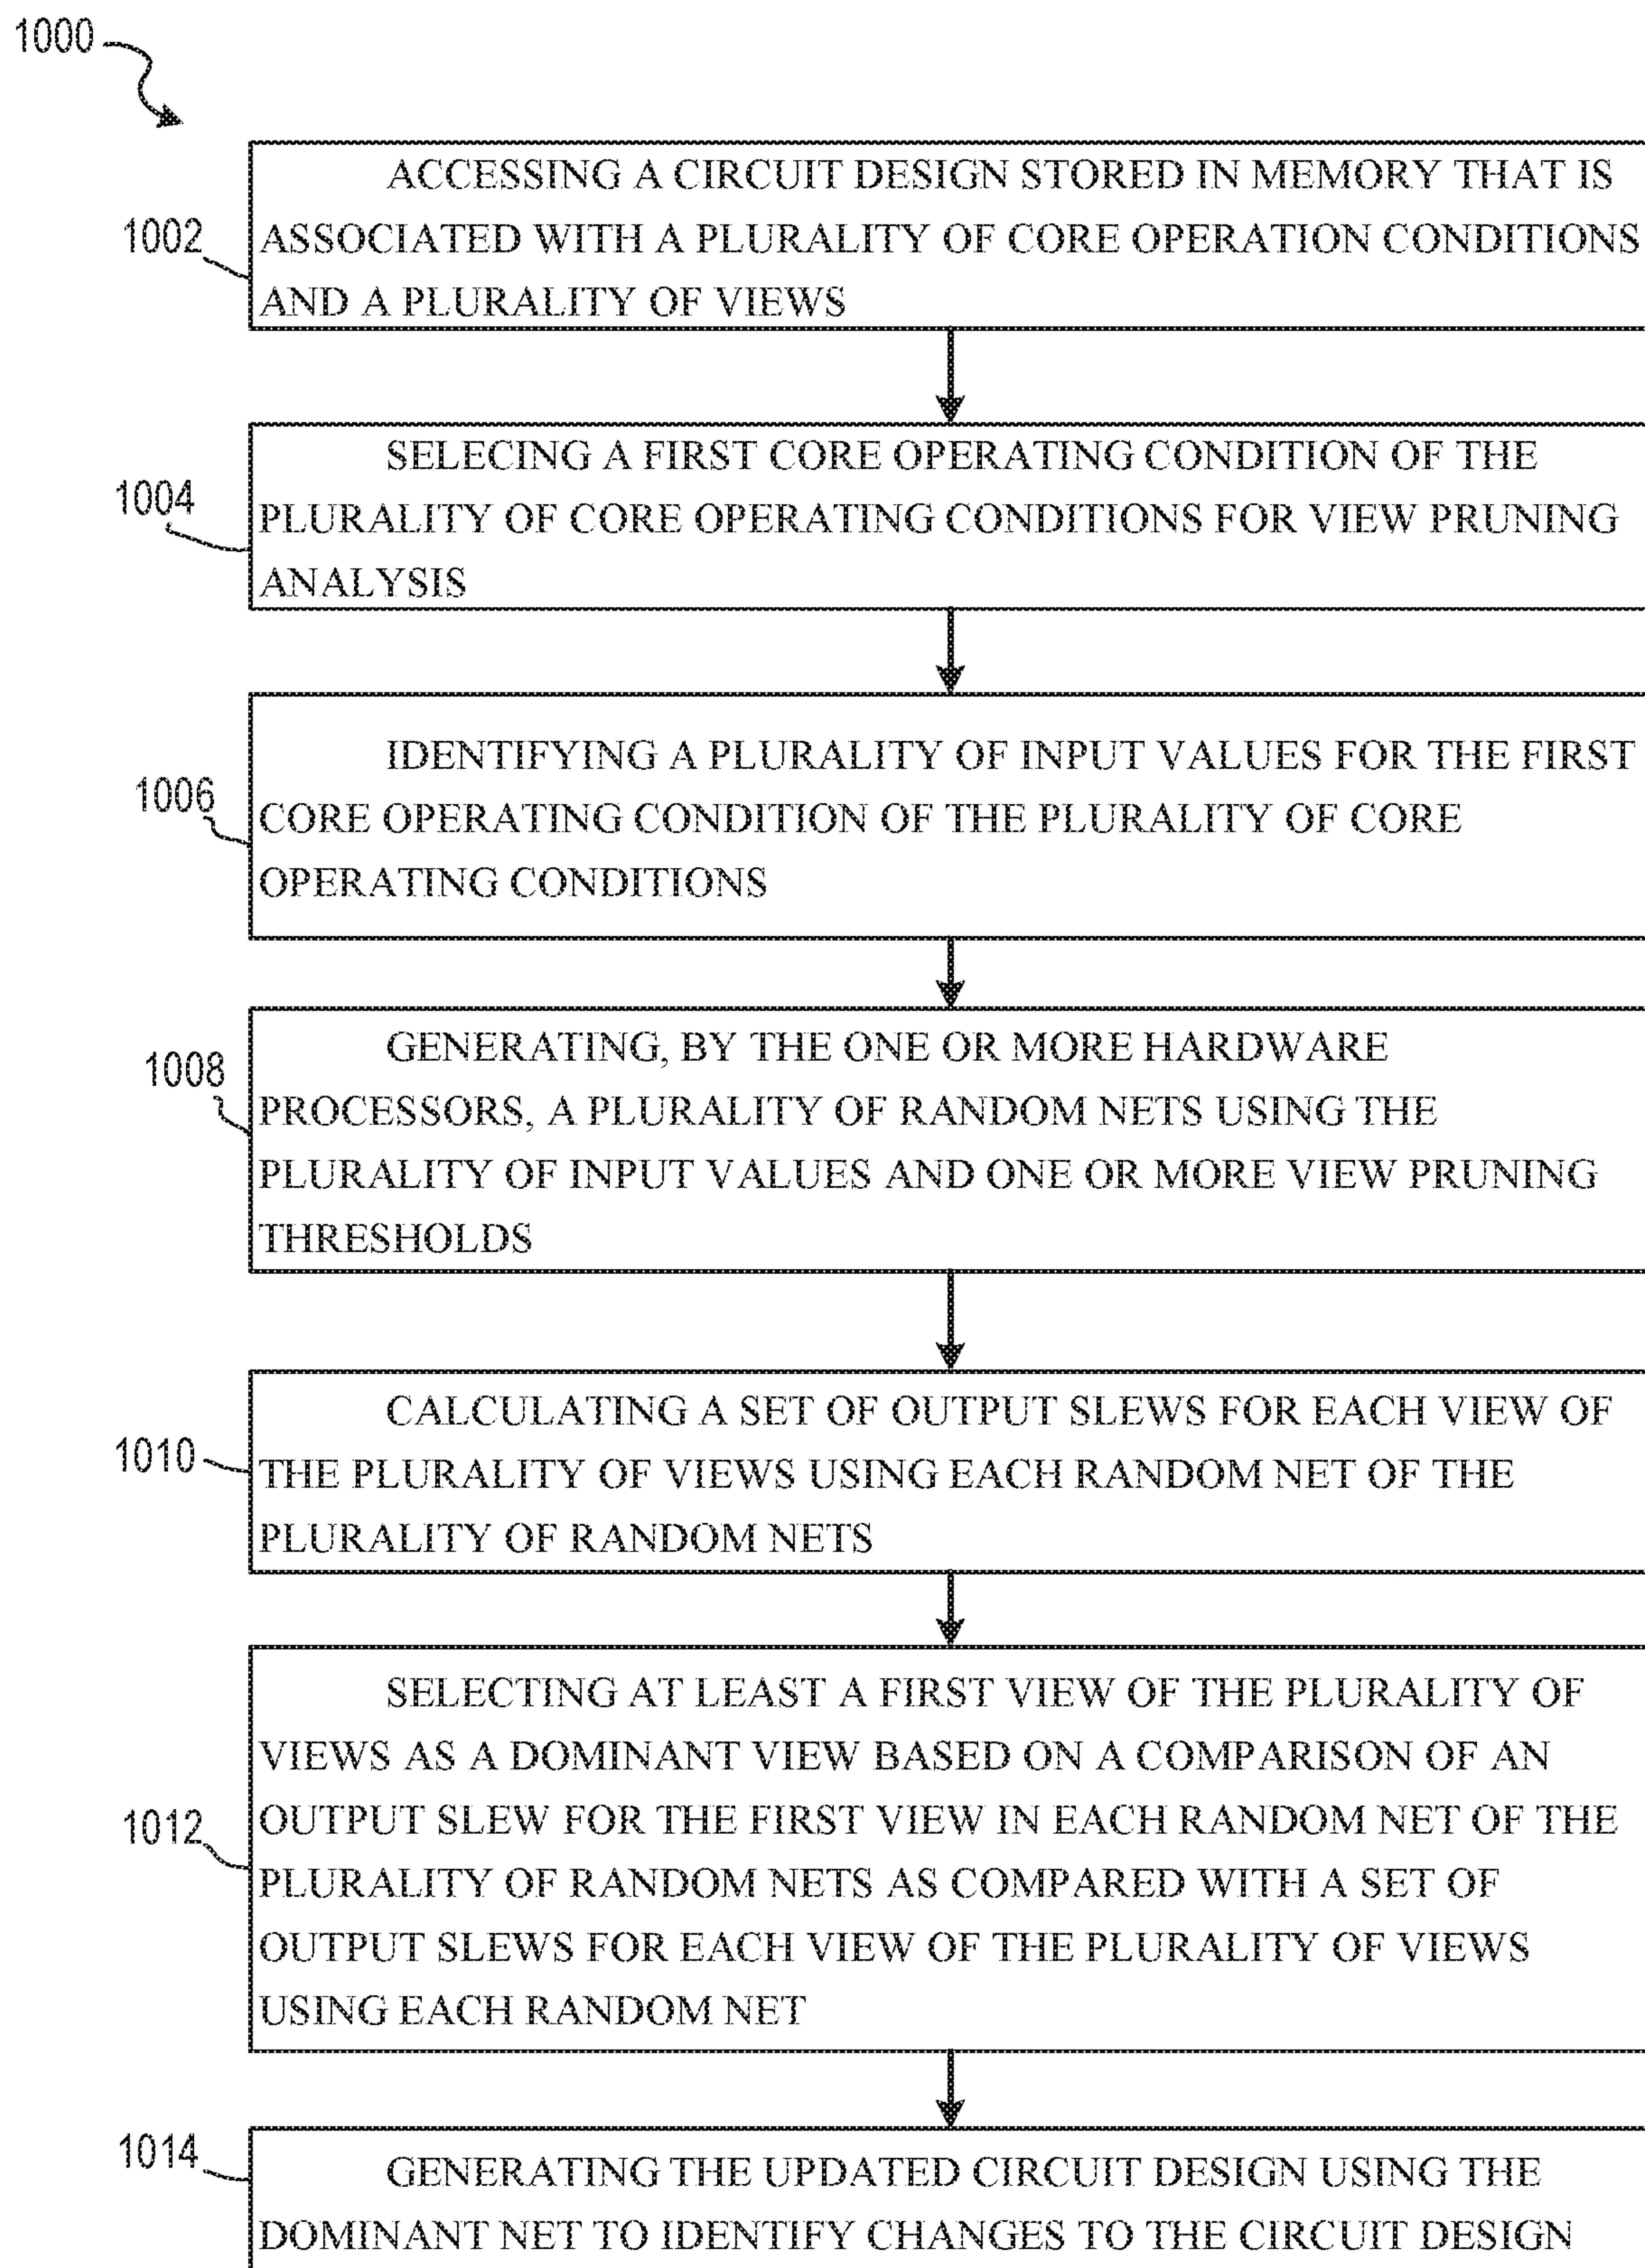 1000
ACCESSING A CIRCUIT DESIGN STORED IN MEMORY THAT IS
1002
ASSOCIATED WITH A PLURALITY OF CORE OPERATION CONDITIONS
AND A PLURALITY OF VIEWS
SELECING A FIRST CORE OPERATING CONDITION OF THE
1004
PLURALITY OF CORE OPERATING CONDITIONS FOR VIEW PRUNING
ANALYSIS
IDENTIFYING A PLURALITY OF INPUT VALUES FOR THE FIRST
1006
CORE OPERATING CONDITION OF THE PLURALITY OF CORE
OPERATING CONDITIONS
GENERATING, BY THE ONE OR MORE HARDWARE
1008
PROCESSORS, A PLURALITY OF RANDOM NETS USING THE
PLURALITY OF INPUT VALUES AND ONE OR MORE VIEW PRUNING
THRESHOLDS
CALCULATING A SET OF OUTPUT SLEWS FOR EACH VIEW OF
1010
THE PLURALITY OF VIEWS USING EACH RANDOM NET OF THE
PLURALITY OF RANDOM NETS
SELECTING AT LEAST A FIRST VIEW OF THE PLURALITY OF
VIEWS AS A DOMINANT VIEW BASED ON A COMPARISON OF AN
1012
OUTPUT SLEW FOR THE FIRST VIEW IN EACH RANDOM NET OF THE
PLURALITY OF RANDOM NETS AS COMPARED WITH A SET OF
OUTPUT SLEWS FOR EACH VIEW OF THE PLURALITY OF VIEWS
USING EACH RANDOM NET
1014
GENERATING THE UPDATED CIRCUIT DESIGN USING THE
DOMINANT NET TO IDENTIFY CHANGES TO THE CIRCUIT DESIGN